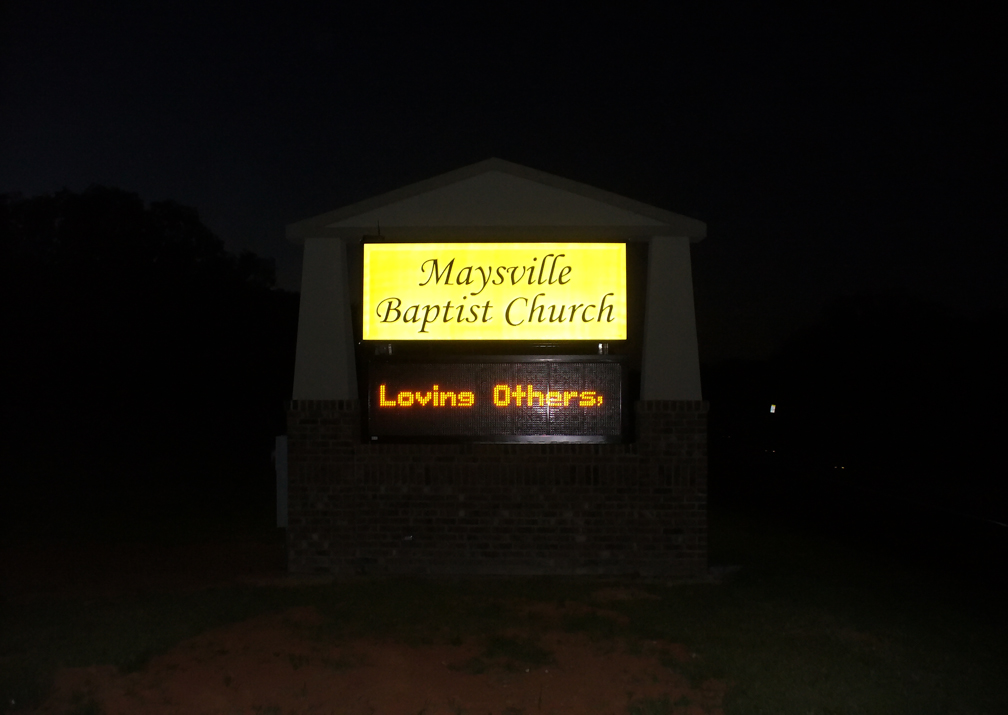 Maysville
Baptist Church
Loving Others,